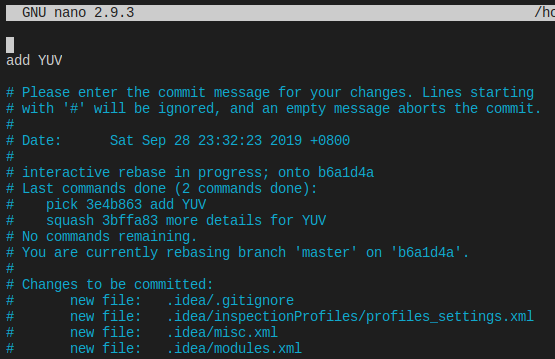 GNU nano 2.9.3 /ho
add YUV
# Please enter the commit message for your changes. Lines starting
# with '#' will be ignored, and an empty message aborts the commit.
#
# Date:      Sat Sep 28 23:32:23 2019 +0800
#
# interactive rebase in progress; onto b6a1d4a
# Last commands done (2 commands done):
#    pick 3e4b863 add YUV
#    squash 3bffa83 more details for YUV
# No commands remaining.
# You are currently rebasing branch 'master' on 'b6a1d4a'.
#
# Changes to be committed:
#       new file:   .idea/.gitignore
#       new file:   .idea/inspectionProfiles/profiles_settings.xml
#       new file:   .idea/misc.xml
#       new file:   .idea/modules.xml